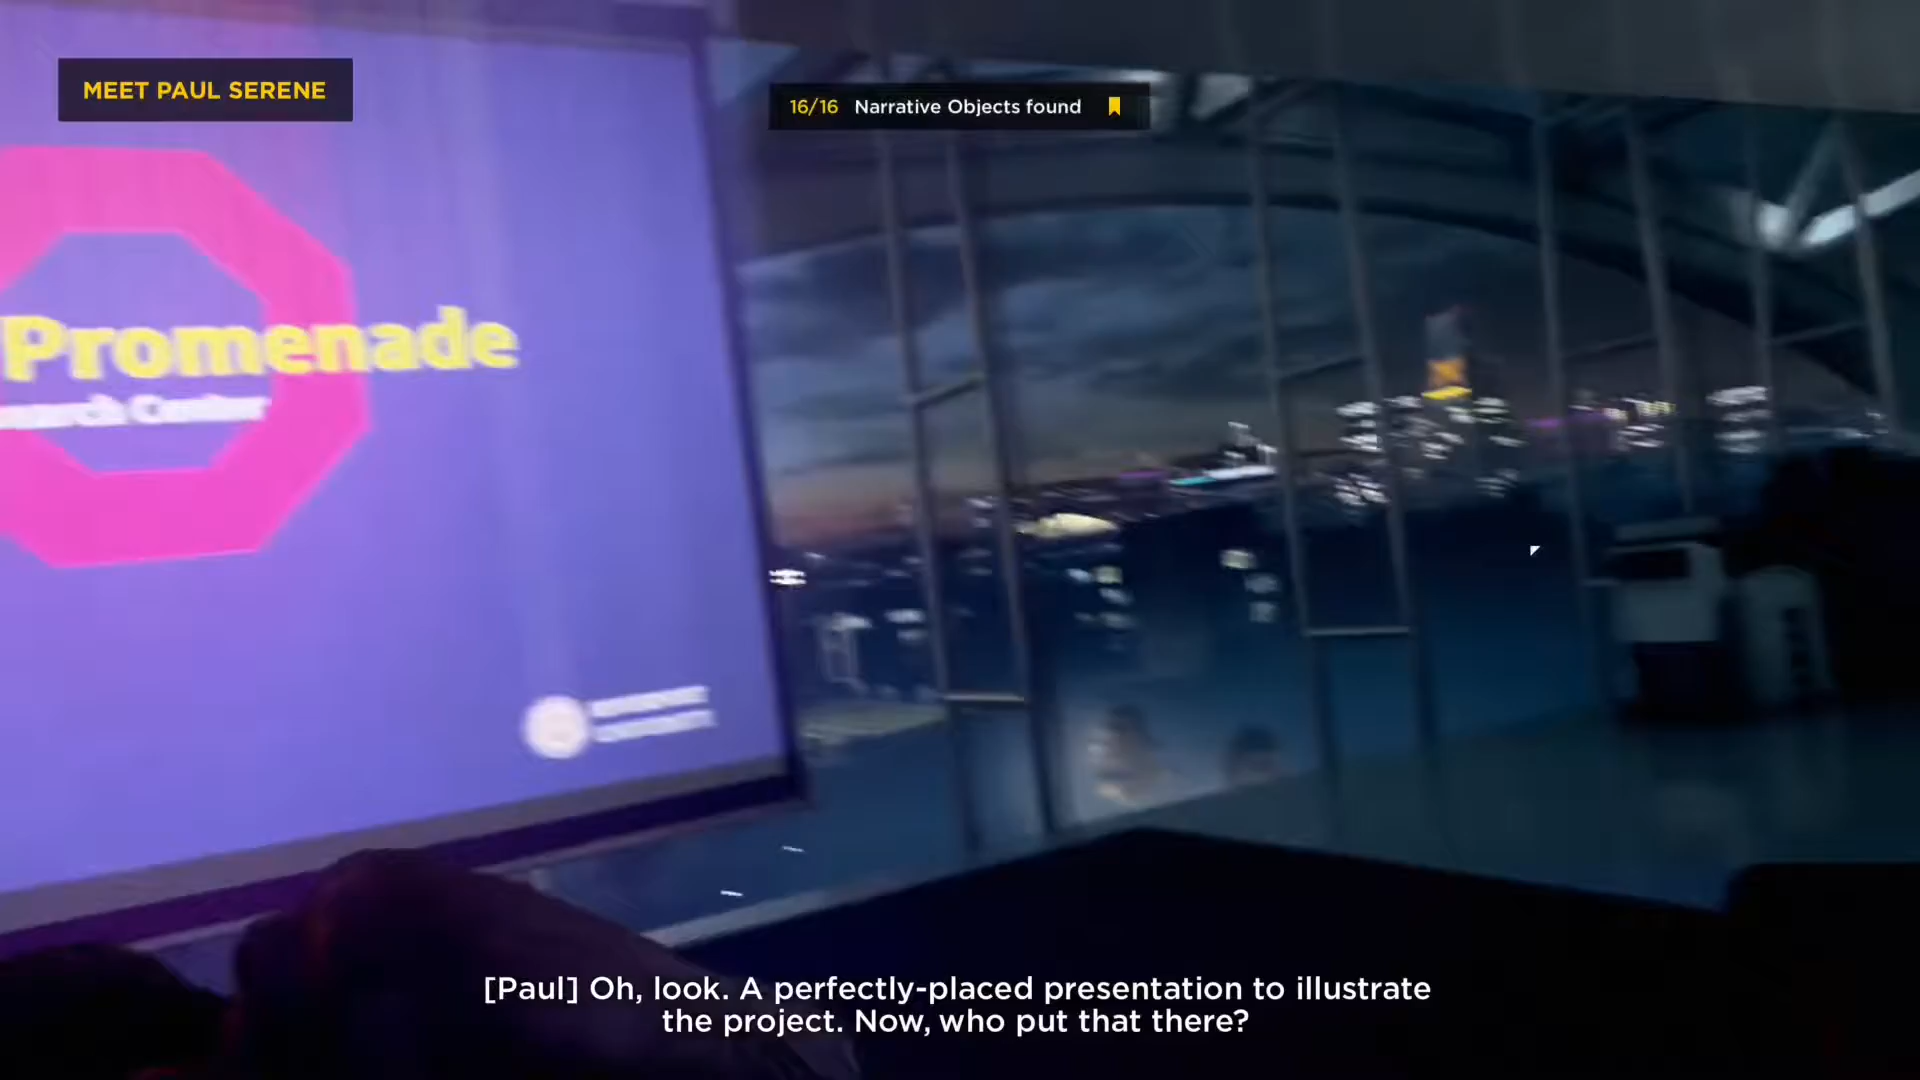 MEET PAUL SERENE
16/16 Narrative Objects found
Promenade
Center
[Paul] Oh, look. A perfectly-placed presentation to illustrate
the project. Now, who put that there?